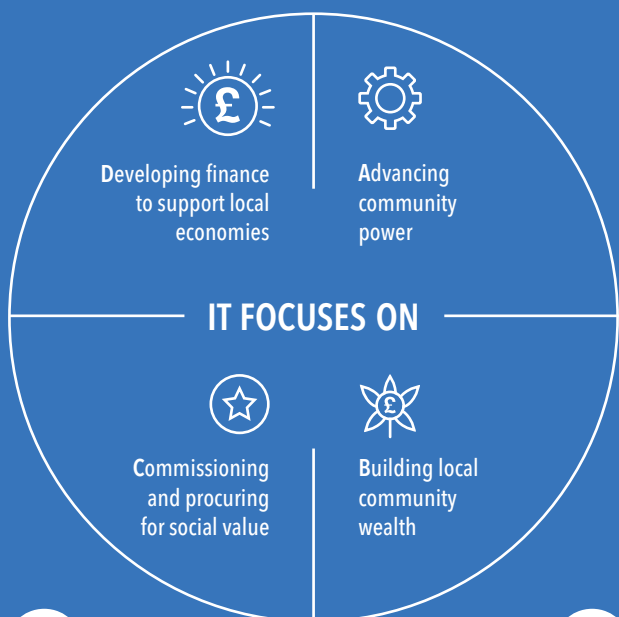 £
Developing finance
to support local
economies
Advancing
community
power
IT FOCUSES ON
Commissioning
and procuring
for social value
£
Building local
community
wealth